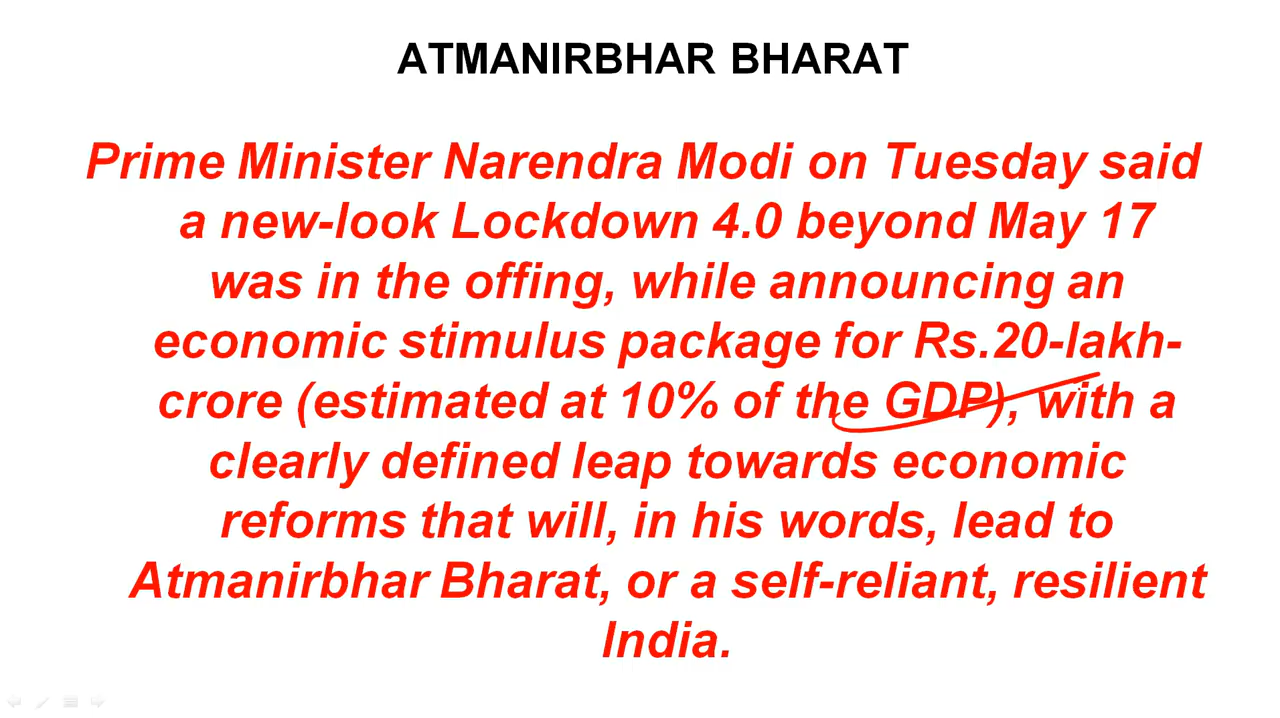 ATMANIRBHAR BHARAT
Prime Minister Narendra Modi on Tuesday said
a new-look Lockdown 4.0 beyond May 17
was in the offing, while announcing an
economic stimulus package for Rs.20-lakh-
crore (estimated at 10% of the GDP), with a
clearly defined leap towards economic
reforms that will, in his words, lead to
Atmanirbhar Bharat, or a self-reliant, resilient
India.